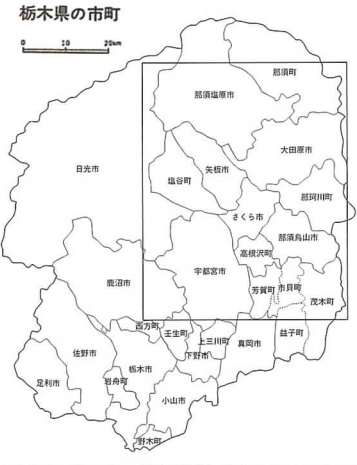 栃木県の市町
0 10 20km
那須町
那須塩原市
大田原市
日光市
矢板市
塩谷町
那珂川町
さくら市
那須烏山市
高根沢町
宇都宮市
鹿沼市
芳賀町
市貝町
茂木町
西方町
壬生町
上三川町
真岡市
益子町
下野市
佐野市
栃木市
岩舟町
足利市
小山市
野木町